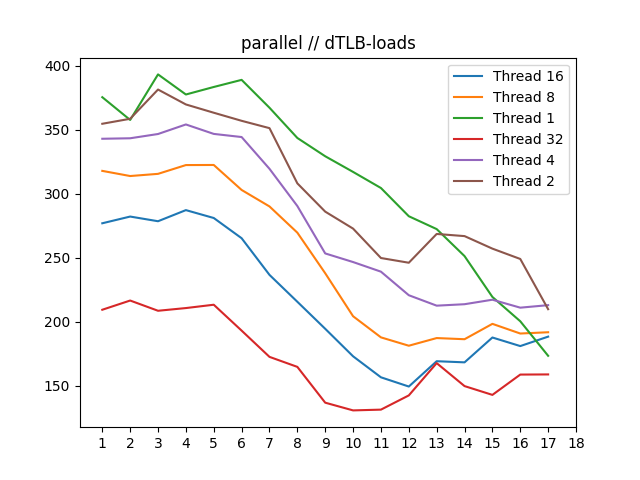 parallel // dTLB-loads
400
350
300
250
200
150
Thread 16
Thread 8
Thread 1
Thread 32
Thread 4
Thread 2
1 2 3 4 5 6 7 8 9 10 11 12 13 14 15 16 17 18